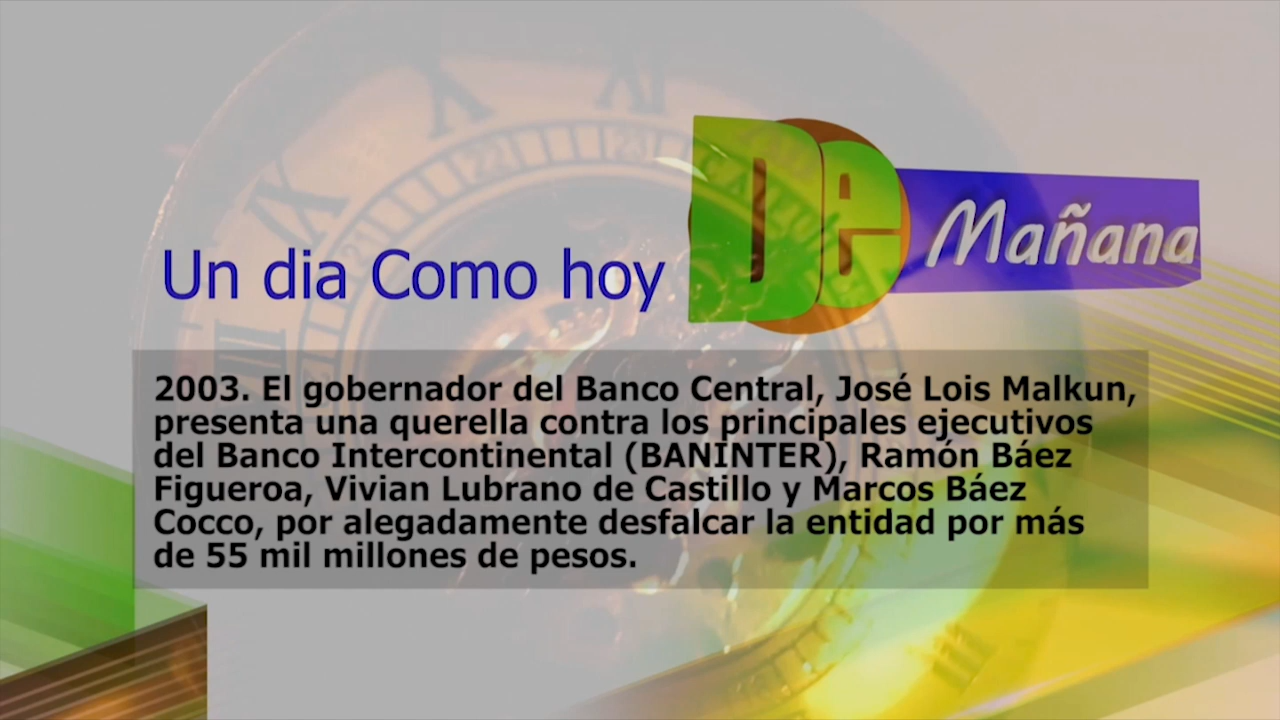 De
Mañana
Un dia Como hoy
2003. El gobernador del Banco Central, José Lois Malkun,
presenta una querella contra los principales ejecutivos
del Banco Intercontinental (BANINTER), Ramón Báez
Figueroa, Vivian Lubrano de Castillo y Marcos Báez
Cocco, por alegadamente desfalcar la entidad por más
de 55 mil millones de pesos.